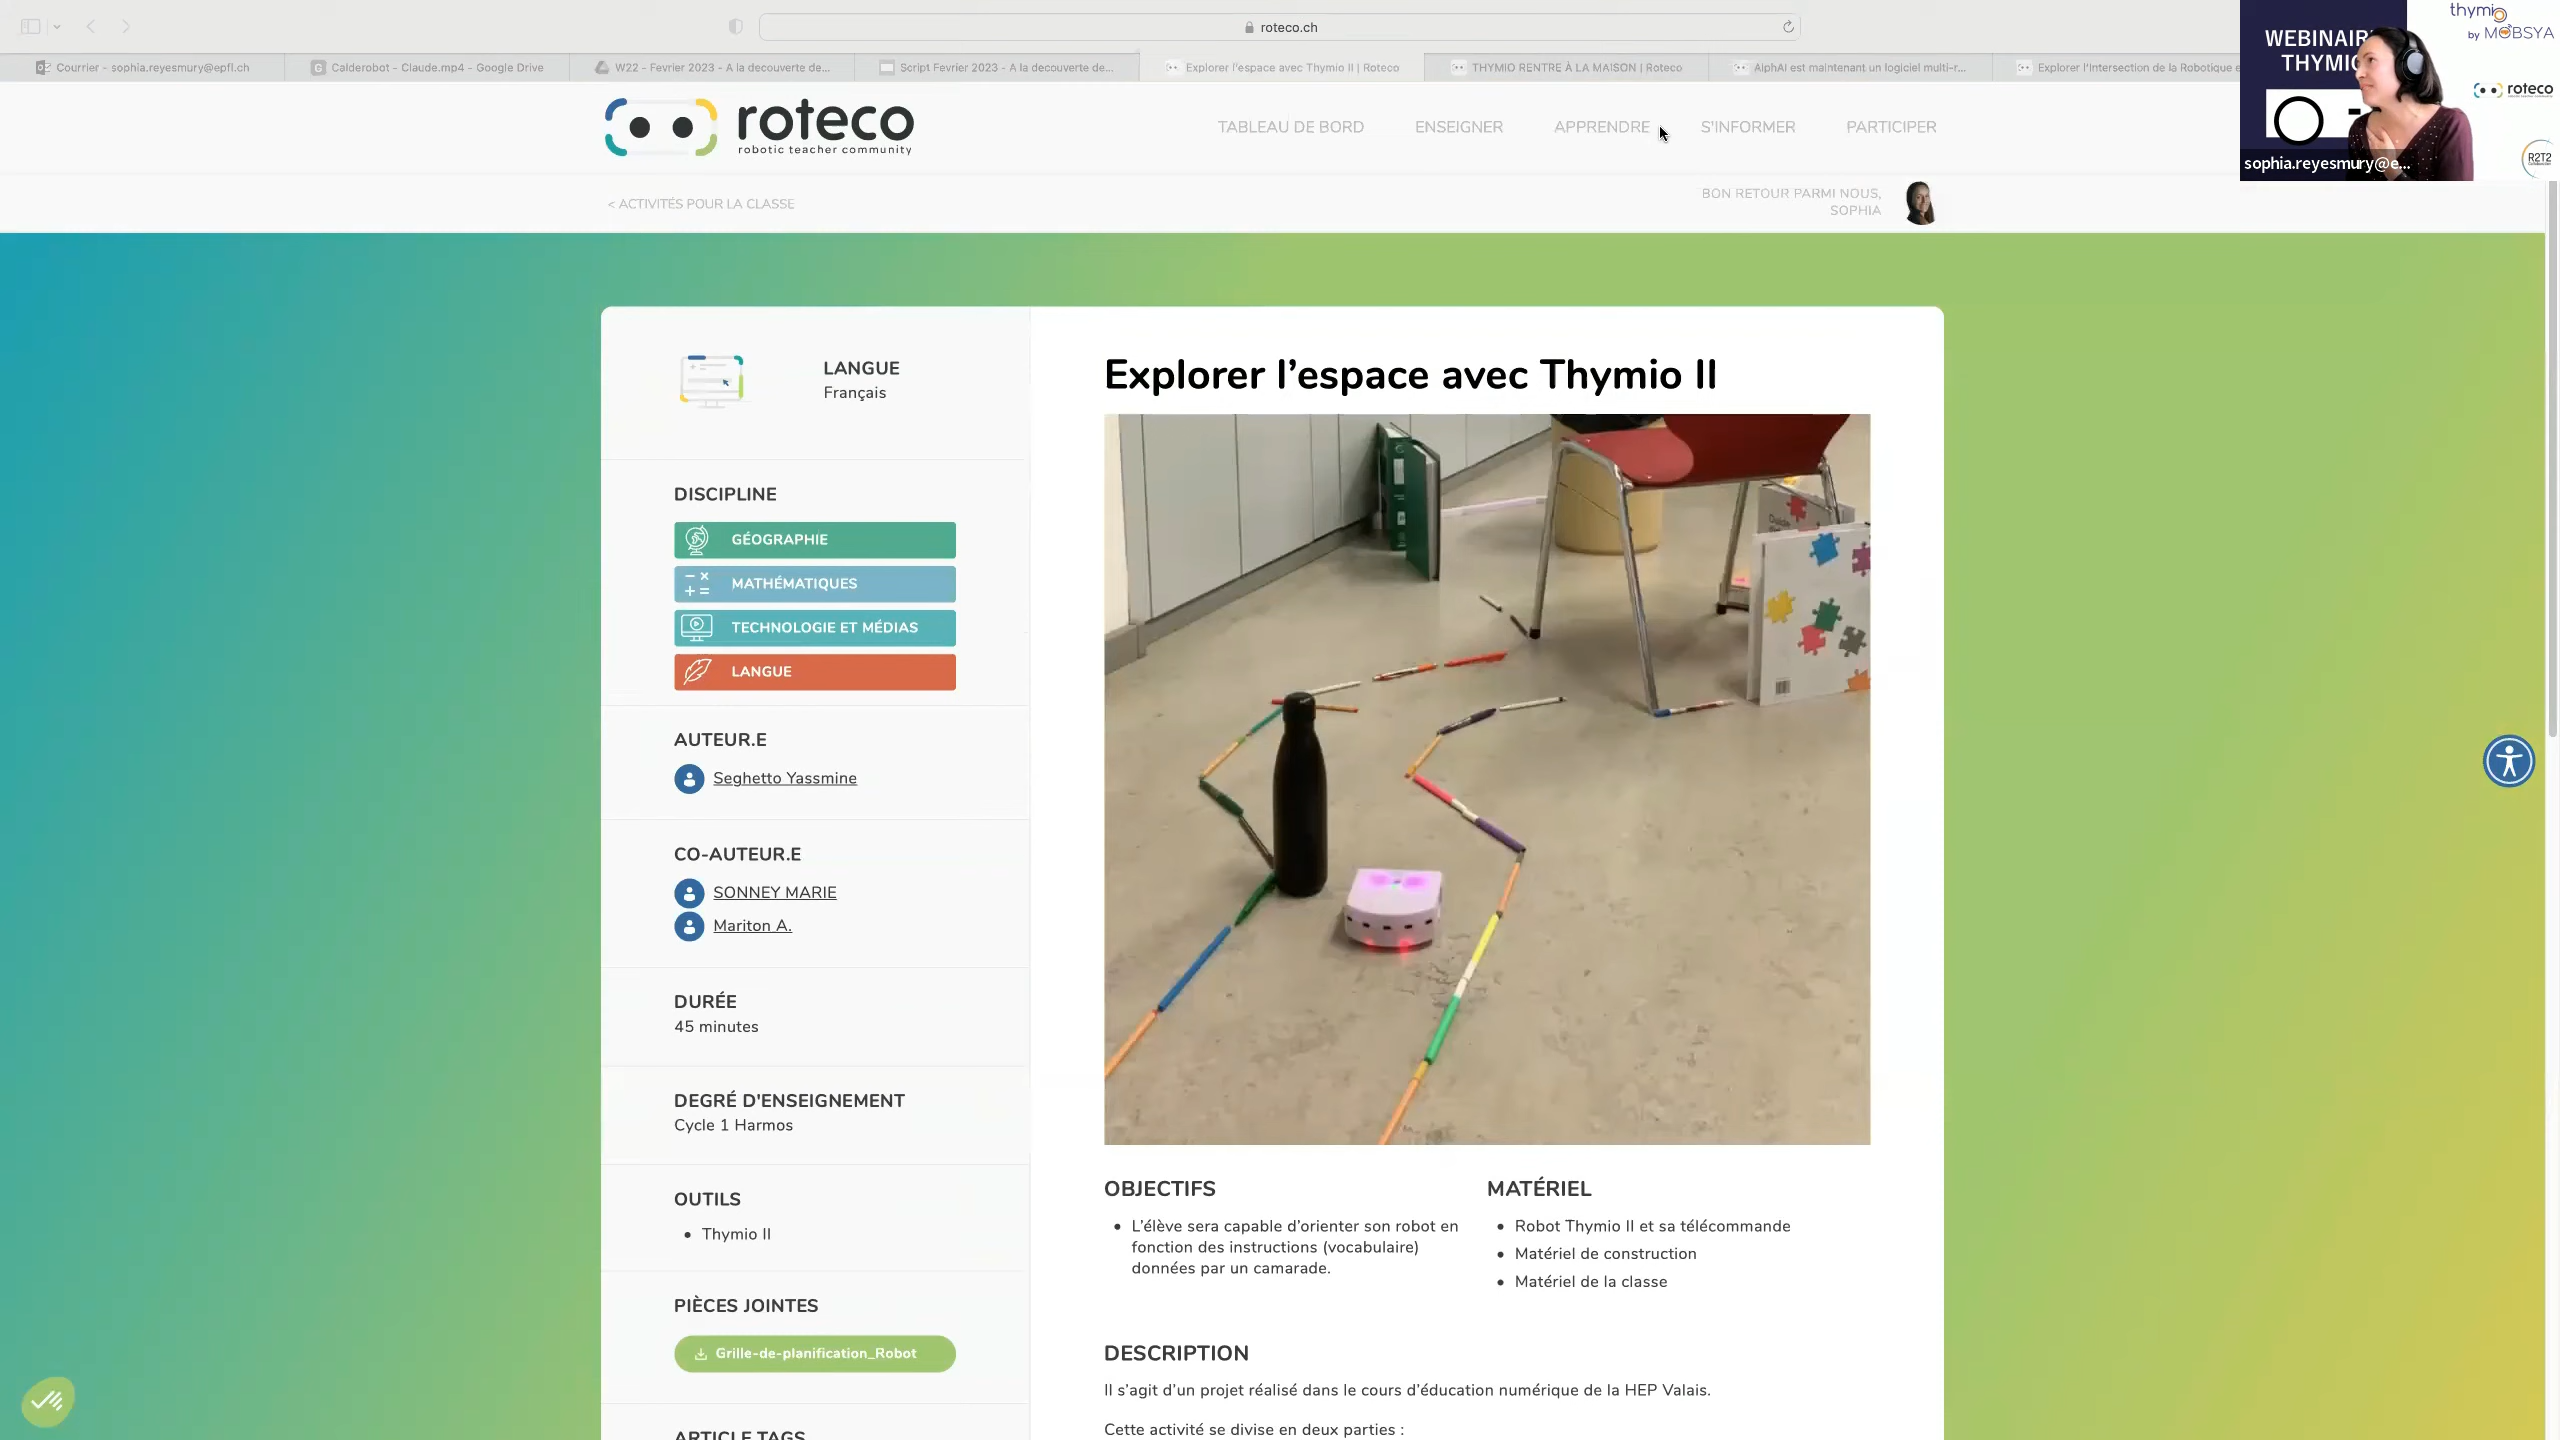 roteco.ch
Courrier - sophia.reyesmury@epfl.ch
Calderobot - Claude.mp4 - Google Drive
W22 - Fevrier 2023 - A la decouverte de...
Script Fevrier 2023 - A la decouverte de...
Explorer l'espace avec Thymio II | Roteco
THYMIO RENTRE À LA MAISON | Roteco
AlphAI est maintenant un logiciel multi-r...
Explorer l'Intersection de la Robotique e
WEBINAIR
THYMIO
thymio
by MOBSYA
roteco
R2T2
sophia.reyesmury@e...
roteco
robotic teacher community
TABLEAU DE BORD
ENSEIGNER
APPRENDRE
S'INFORMER
PARTICIPER
< ACTIVITÉS POUR LA CLASSE
BON RETOUR PARMI NOUS,
SOPHIA
LANGUE
Français
DISCIPLINE
GÉOGRAPHIE
MATHÉMATIQUES
TECHNOLOGIE ET MÉDIAS
LANGUE
AUTEUR.E
Seghetto Yassmine
CO-AUTEUR.E
SONNEY MARIE
Mariton A.
DURÉE
45 minutes
DEGRÉ D'ENSEIGNEMENT
Cycle 1 Harmos
OUTILS
• Thymio II
PIÈCES JOINTES
Grille-de-planification_Robot
ARTICLE TAGS
Explorer l’espace avec Thymio II
OBJECTIFS
• L’élève sera capable d’orienter son robot en
fonction des instructions (vocabulaire)
données par un camarade.
MATÉRIEL
• Robot Thymio II et sa télécommande
• Matériel de construction
• Matériel de la classe
DESCRIPTION
Il s’agit d’un projet réalisé dans le cours d’éducation numérique de la HEP Valais.
Cette activité se divise en deux parties :